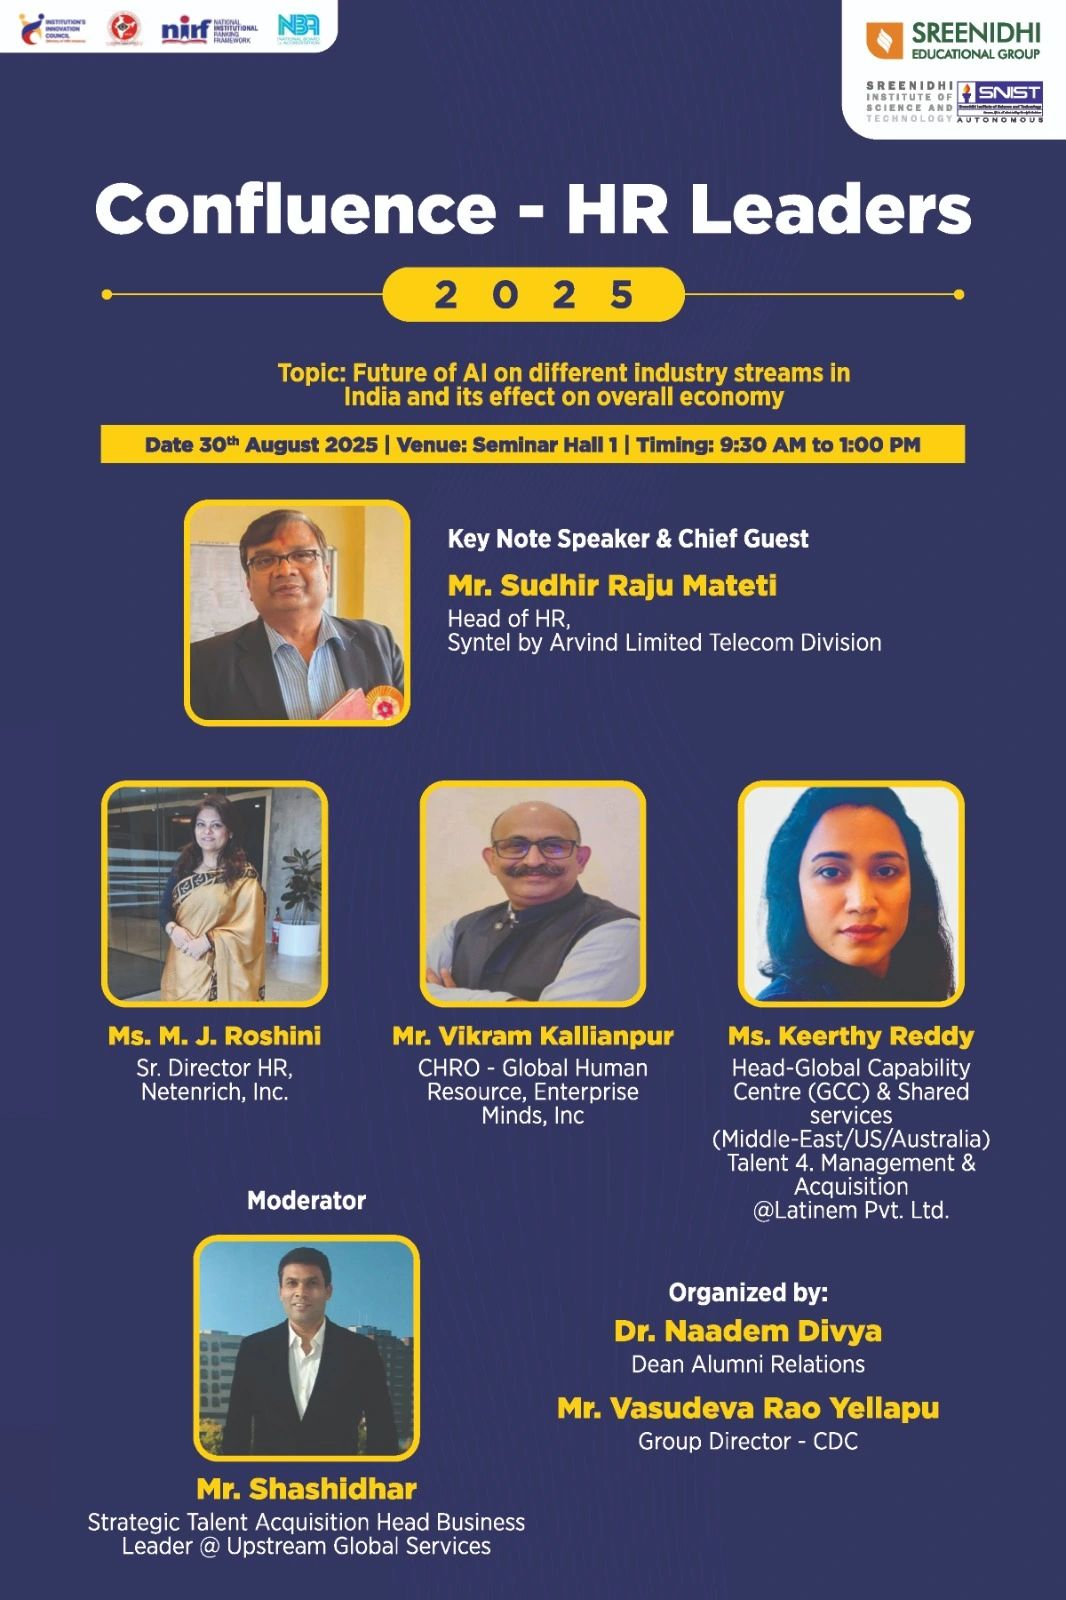 INSTITUTION'S
INNOVATION
COUNCIL
nirf
NATIONAL
INSTITUTIONAL
RANKING
FRAMEWORK
NBA
NATIONAL BOARD
SREENIDHI
EDUCATIONAL GROUP
SREENIDHI
INSTITUTE OF
SCIENCE AND
TECHNOLOGY
SNIST
Sreenidhi Institute of Science and Technology
AUTONOMOUS
Confluence - HR Leaders
2025
Topic: Future of AI on different industry streams in
India and its effect on overall economy
Date 30th August 2025 | Venue: Seminar Hall 1 | Timing: 9:30 AM to 1:00 PM
Key Note Speaker & Chief Guest
Mr. Sudhir Raju Mateti
Head of HR,
Syntel by Arvind Limited Telecom Division
Ms. M. J. Roshini
Sr. Director HR,
Netenrich, Inc.
Mr. Vikram Kallianpur
CHRO - Global Human
Resource, Enterprise
Minds, Inc
Ms. Keerthy Reddy
Head-Global Capability
Centre (GCC) & Shared
services
(Middle-East/US/Australia)
Talent 4. Management &
Acquisition
@Latinem Pvt. Ltd.
Moderator
Mr. Shashidhar
Strategic Talent Acquisition Head Business
Leader @ Upstream Global Services
Organized by:
Dr. Naadem Divya
Dean Alumni Relations
Mr. Vasudeva Rao Yellapu
Group Director - CDC